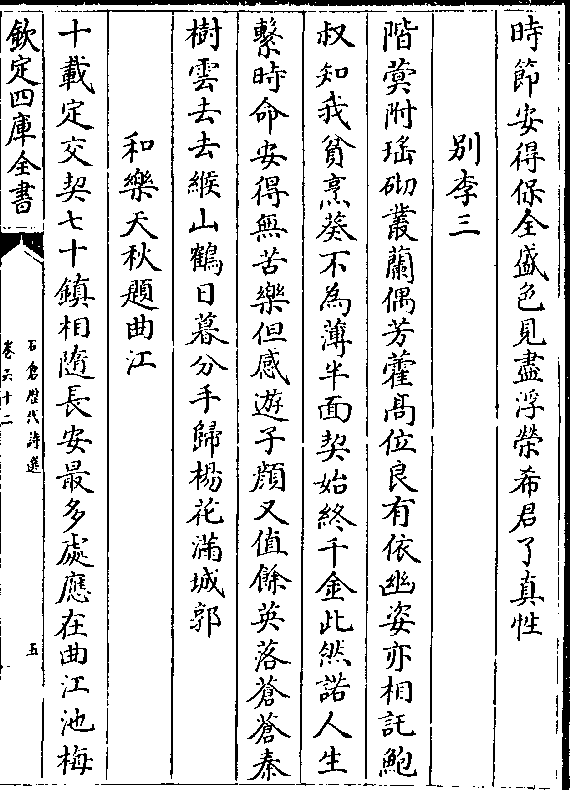 時節安得保全盛色見盡浮榮希君了真性
別李三
階蓂附瑤砌叢蘭偶芳藿髙位良有依幽姿亦相託鮑
叔知我貧烹葵不為薄半面契始終千金比然諾人生
繫時命安得無苦樂但感遊子顔又值餘英落蒼蒼秦
樹雲去去緱山鶴日暮分手歸楊花滿城郭
和樂天秋題曲江
十載定交契七十鎮相隨長安最多處應在曲江池梅
欽定四庫全書
石倉歷代詩選
卷六十二
五